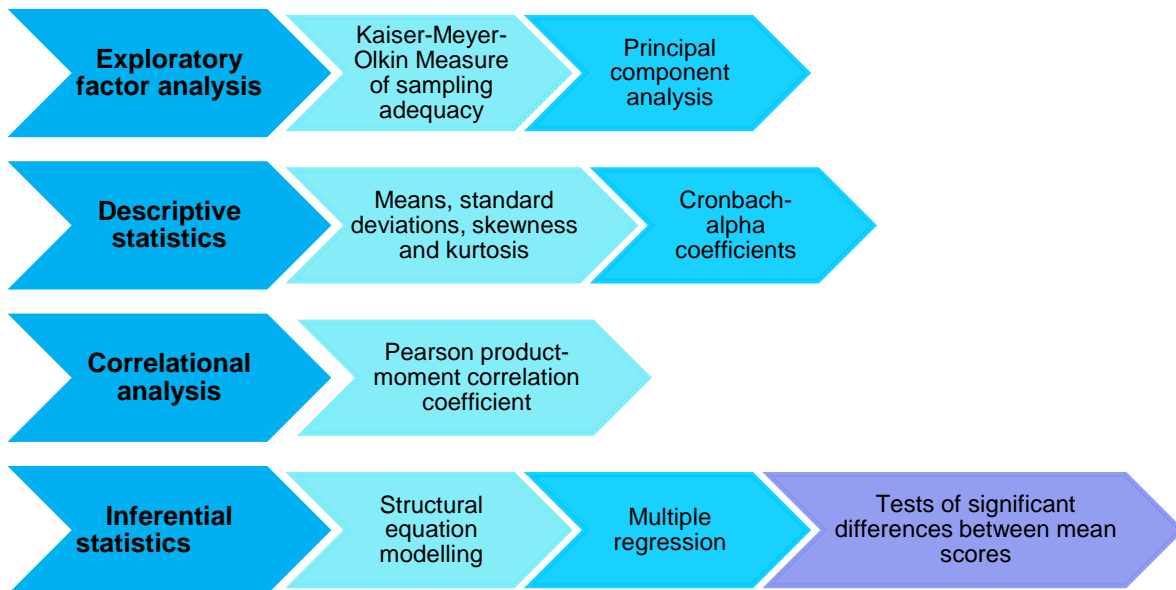 Exploratory
factor analysis
Kaiser-Meyer-
Olkin Measure
of sampling
adequacy
Principal
component
analysis
Descriptive
statistics
Means, standard
deviations, skewness
and kurtosis
Cronbach-
alpha
coefficients
Correlational
analysis
Pearson product-
moment correlation
coefficient
Inferential
statistics
Structural
equation
modelling
Multiple
regression
Tests of significant
differences between mean
scores